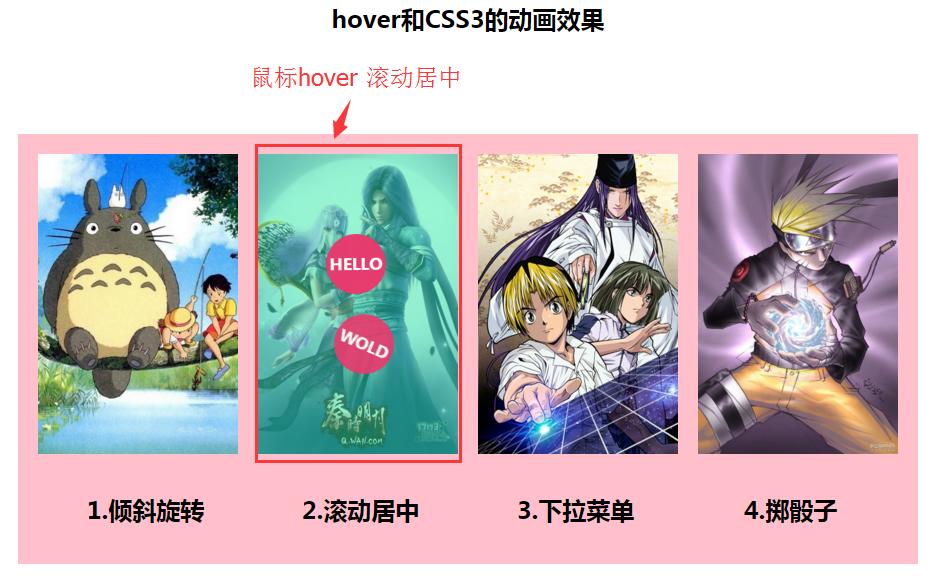 hover和CSS3的动画效果
鼠标hover 滚动居中
HELLO
WOLD
秦时明月
Q.WAN.COM
1.倾斜旋转
2.滚动居中
3.下拉菜单
4.掷骰子